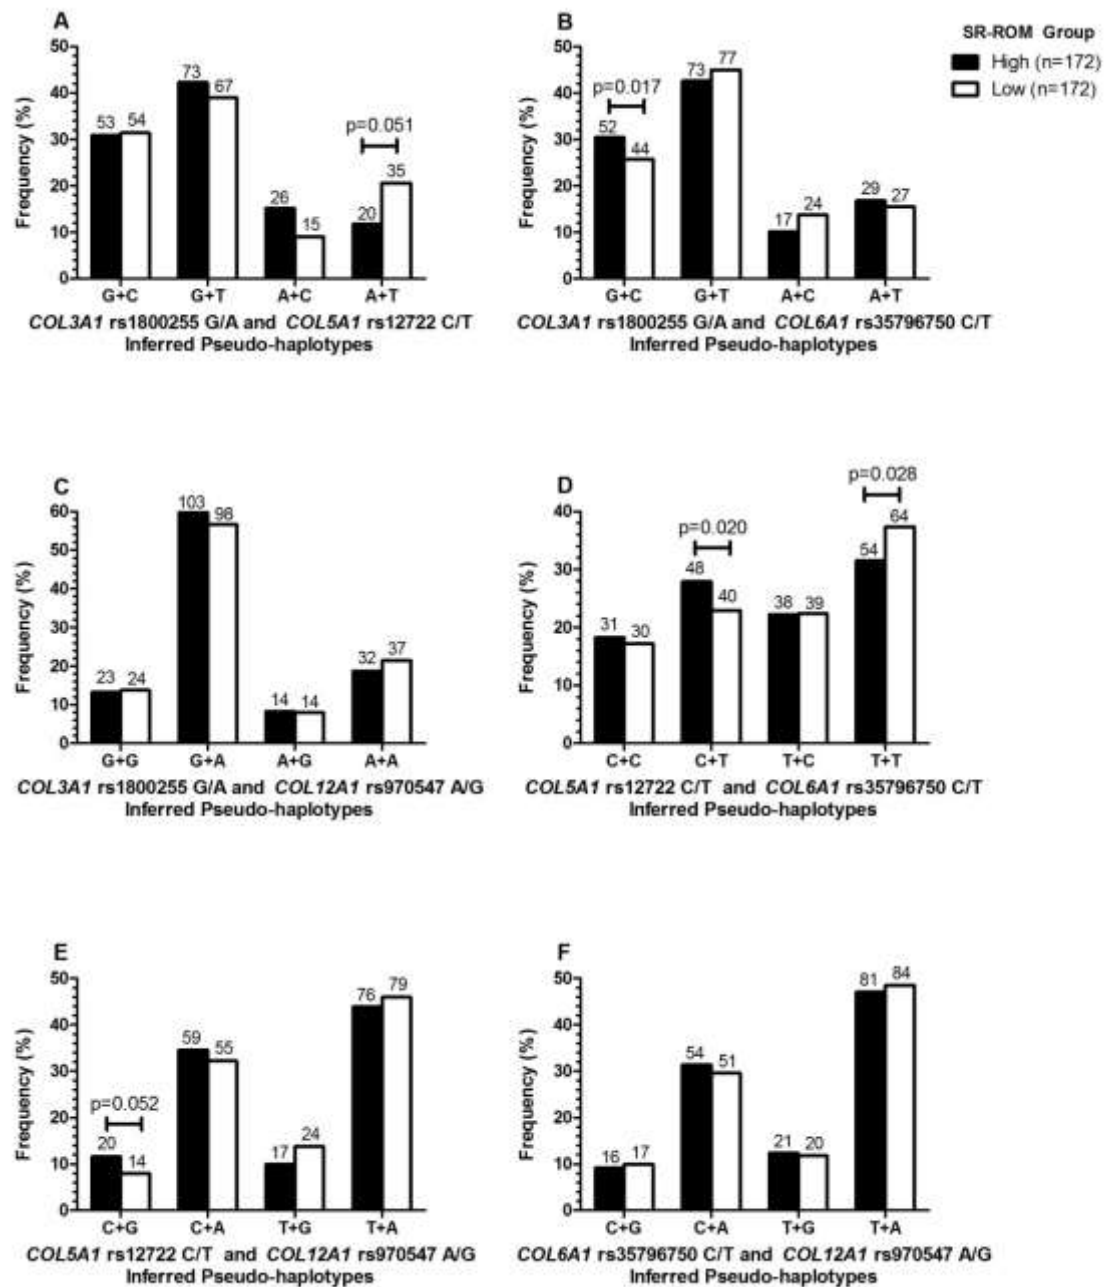 A
B
SR-ROM Group
High (n=172)
Low (n=172)
Frequency (%)
50
40
30
20
10
0
53
54
73
67
26
15
p=0.051
20
35
G+C
G+T
A+C
A+T
COL3A1 rs1800255 G/A and COL5A1 rs12722 C/T
Inferred Pseudo-haplotypes
Frequency (%)
50
40
30
20
10
0
p=0.017
52
44
73
77
17
24
29
27
G+C
G+T
A+C
A+T
COL3A1 rs1800255 G/A and COL6A1 rs35796750 C/T
Inferred Pseudo-haplotypes
C
Frequency (%)
60
50
40
30
20
10
0
23
24
103
98
14
14
32
37
G+G
G+A
A+G
A+A
COL3A1 rs1800255 G/A and COL12A1 rs970547 A/G
Inferred Pseudo-haplotypes
D
Frequency (%)
40
30
20
10
0
31
30
p=0.020
48
40
38
39
p=0.028
54
64
C+C
C+T
T+C
T+T
COL5A1 rs12722 C/T and COL6A1 rs35796750 C/T
Inferred Pseudo-haplotypes
E
Frequency (%)
50
40
30
20
10
0
p=0.052
20
14
59
55
17
24
76
79
C+G
C+A
T+G
T+A
COL5A1 rs12722 C/T and COL12A1 rs970547 A/G
Inferred Pseudo-haplotypes
F
Frequency (%)
50
40
30
20
10
0
16
17
54
51
21
20
81
84
C+G
C+A
T+G
T+A
COL6A1 rs35796750 C/T and COL12A1 rs970547 A/G
Inferred Pseudo-haplotypes